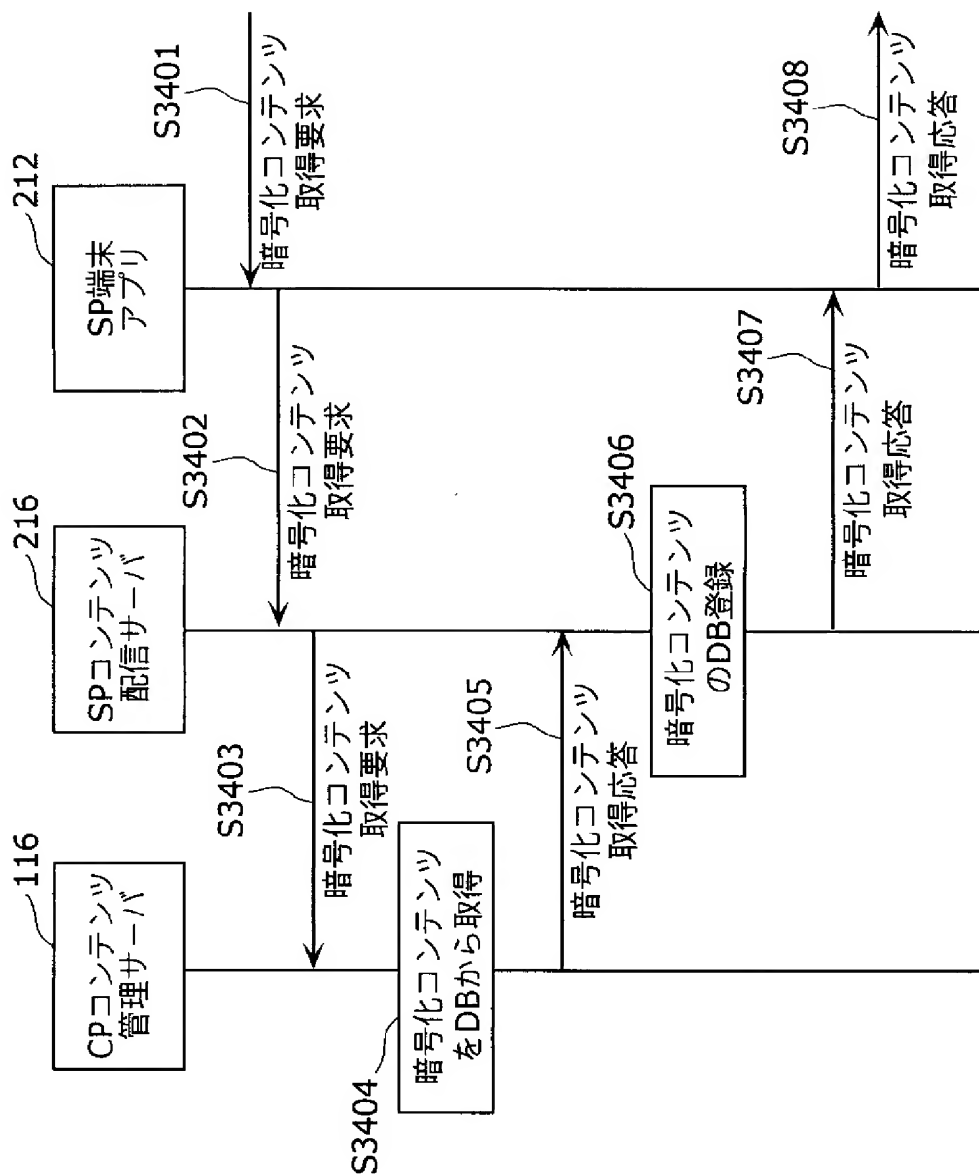 116
CPコンテンツ
管理サーバ
216
SPコンテンツ
配信サーバ
212
SP端末
アプリ
S3401
暗号化コンテンツ
取得要求
S3402
暗号化コンテンツ
取得要求
S3403
暗号化コンテンツ
取得要求
S3404
暗号化コンテンツ
をDBから取得
S3405
暗号化コンテンツ
取得応答
S3406
暗号化コンテンツ
のDB登録
S3407
暗号化コンテンツ
取得応答
S3408
暗号化コンテンツ
取得応答